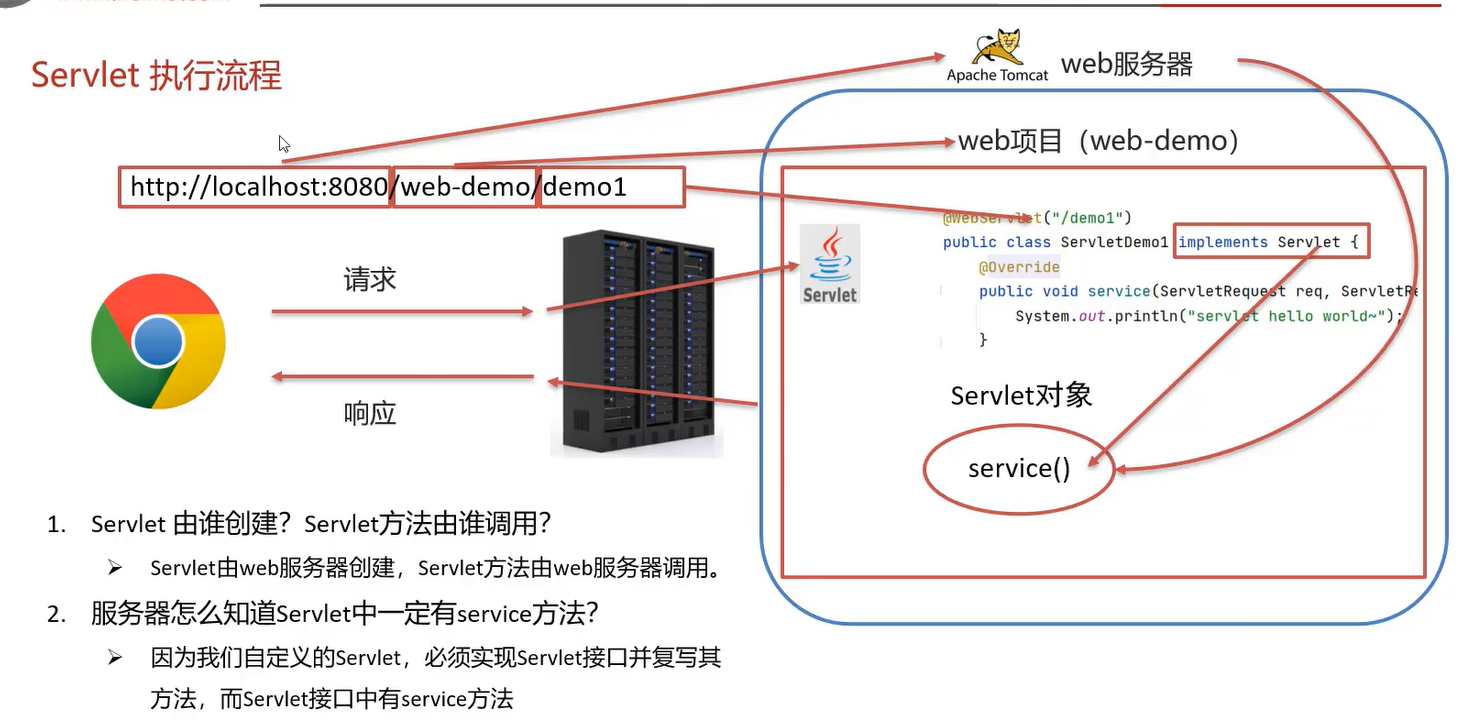 Servlet 执行流程
Apache Tomcat
web服务器
web项目（web-demo）
http://localhost:8080/web-demo/demo1
@WebServlet("/demo1")
public class ServletDemo1 implements Servlet {
@Override
public void service(ServletRequest req, ServletRe
System.out.println("servlet hello world~");
}
Servlet
请求
响应
Servlet对象
service()
1. Servlet 由谁创建？Servlet方法由谁调用？
➢ Servlet由web服务器创建，Servlet方法由web服务器调用。
2. 服务器怎么知道Servlet中一定有service方法？
➢ 因为我们自定义的Servlet，必须实现Servlet接口并复写其
方法，而Servlet接口中有service方法